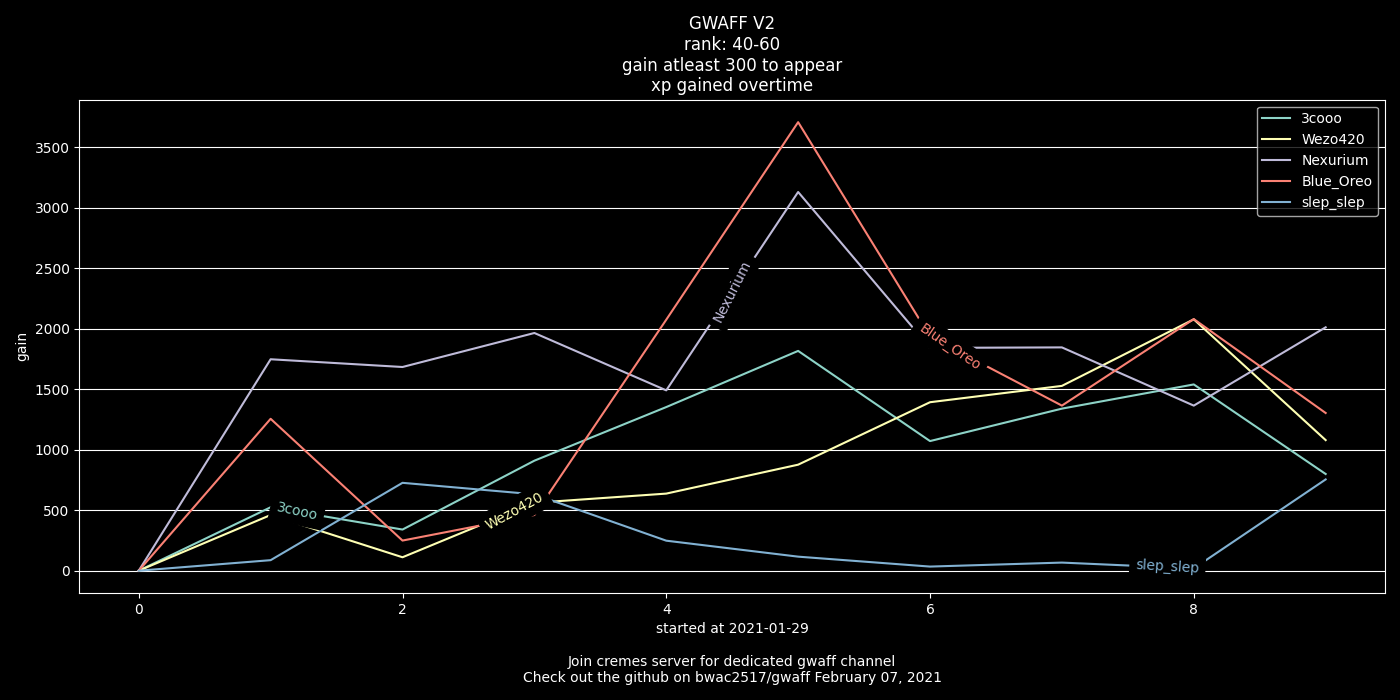 GWAFF V2
rank: 40-60
gain atleast 300 to appear
xp gained overtime
3cooo
Wezo420
Nexurium
Blue_Oreo
slep_slep
3500
3000
2500
2000
1500
1000
500
0
gain
Nexurium
Blue_Oreo
3cooo
Wezo420
slep_slep
0 2 4 6 8
started at 2021-01-29
Join cremes server for dedicated gwaff channel
Check out the github on bwac2517/gwaff February 07, 2021